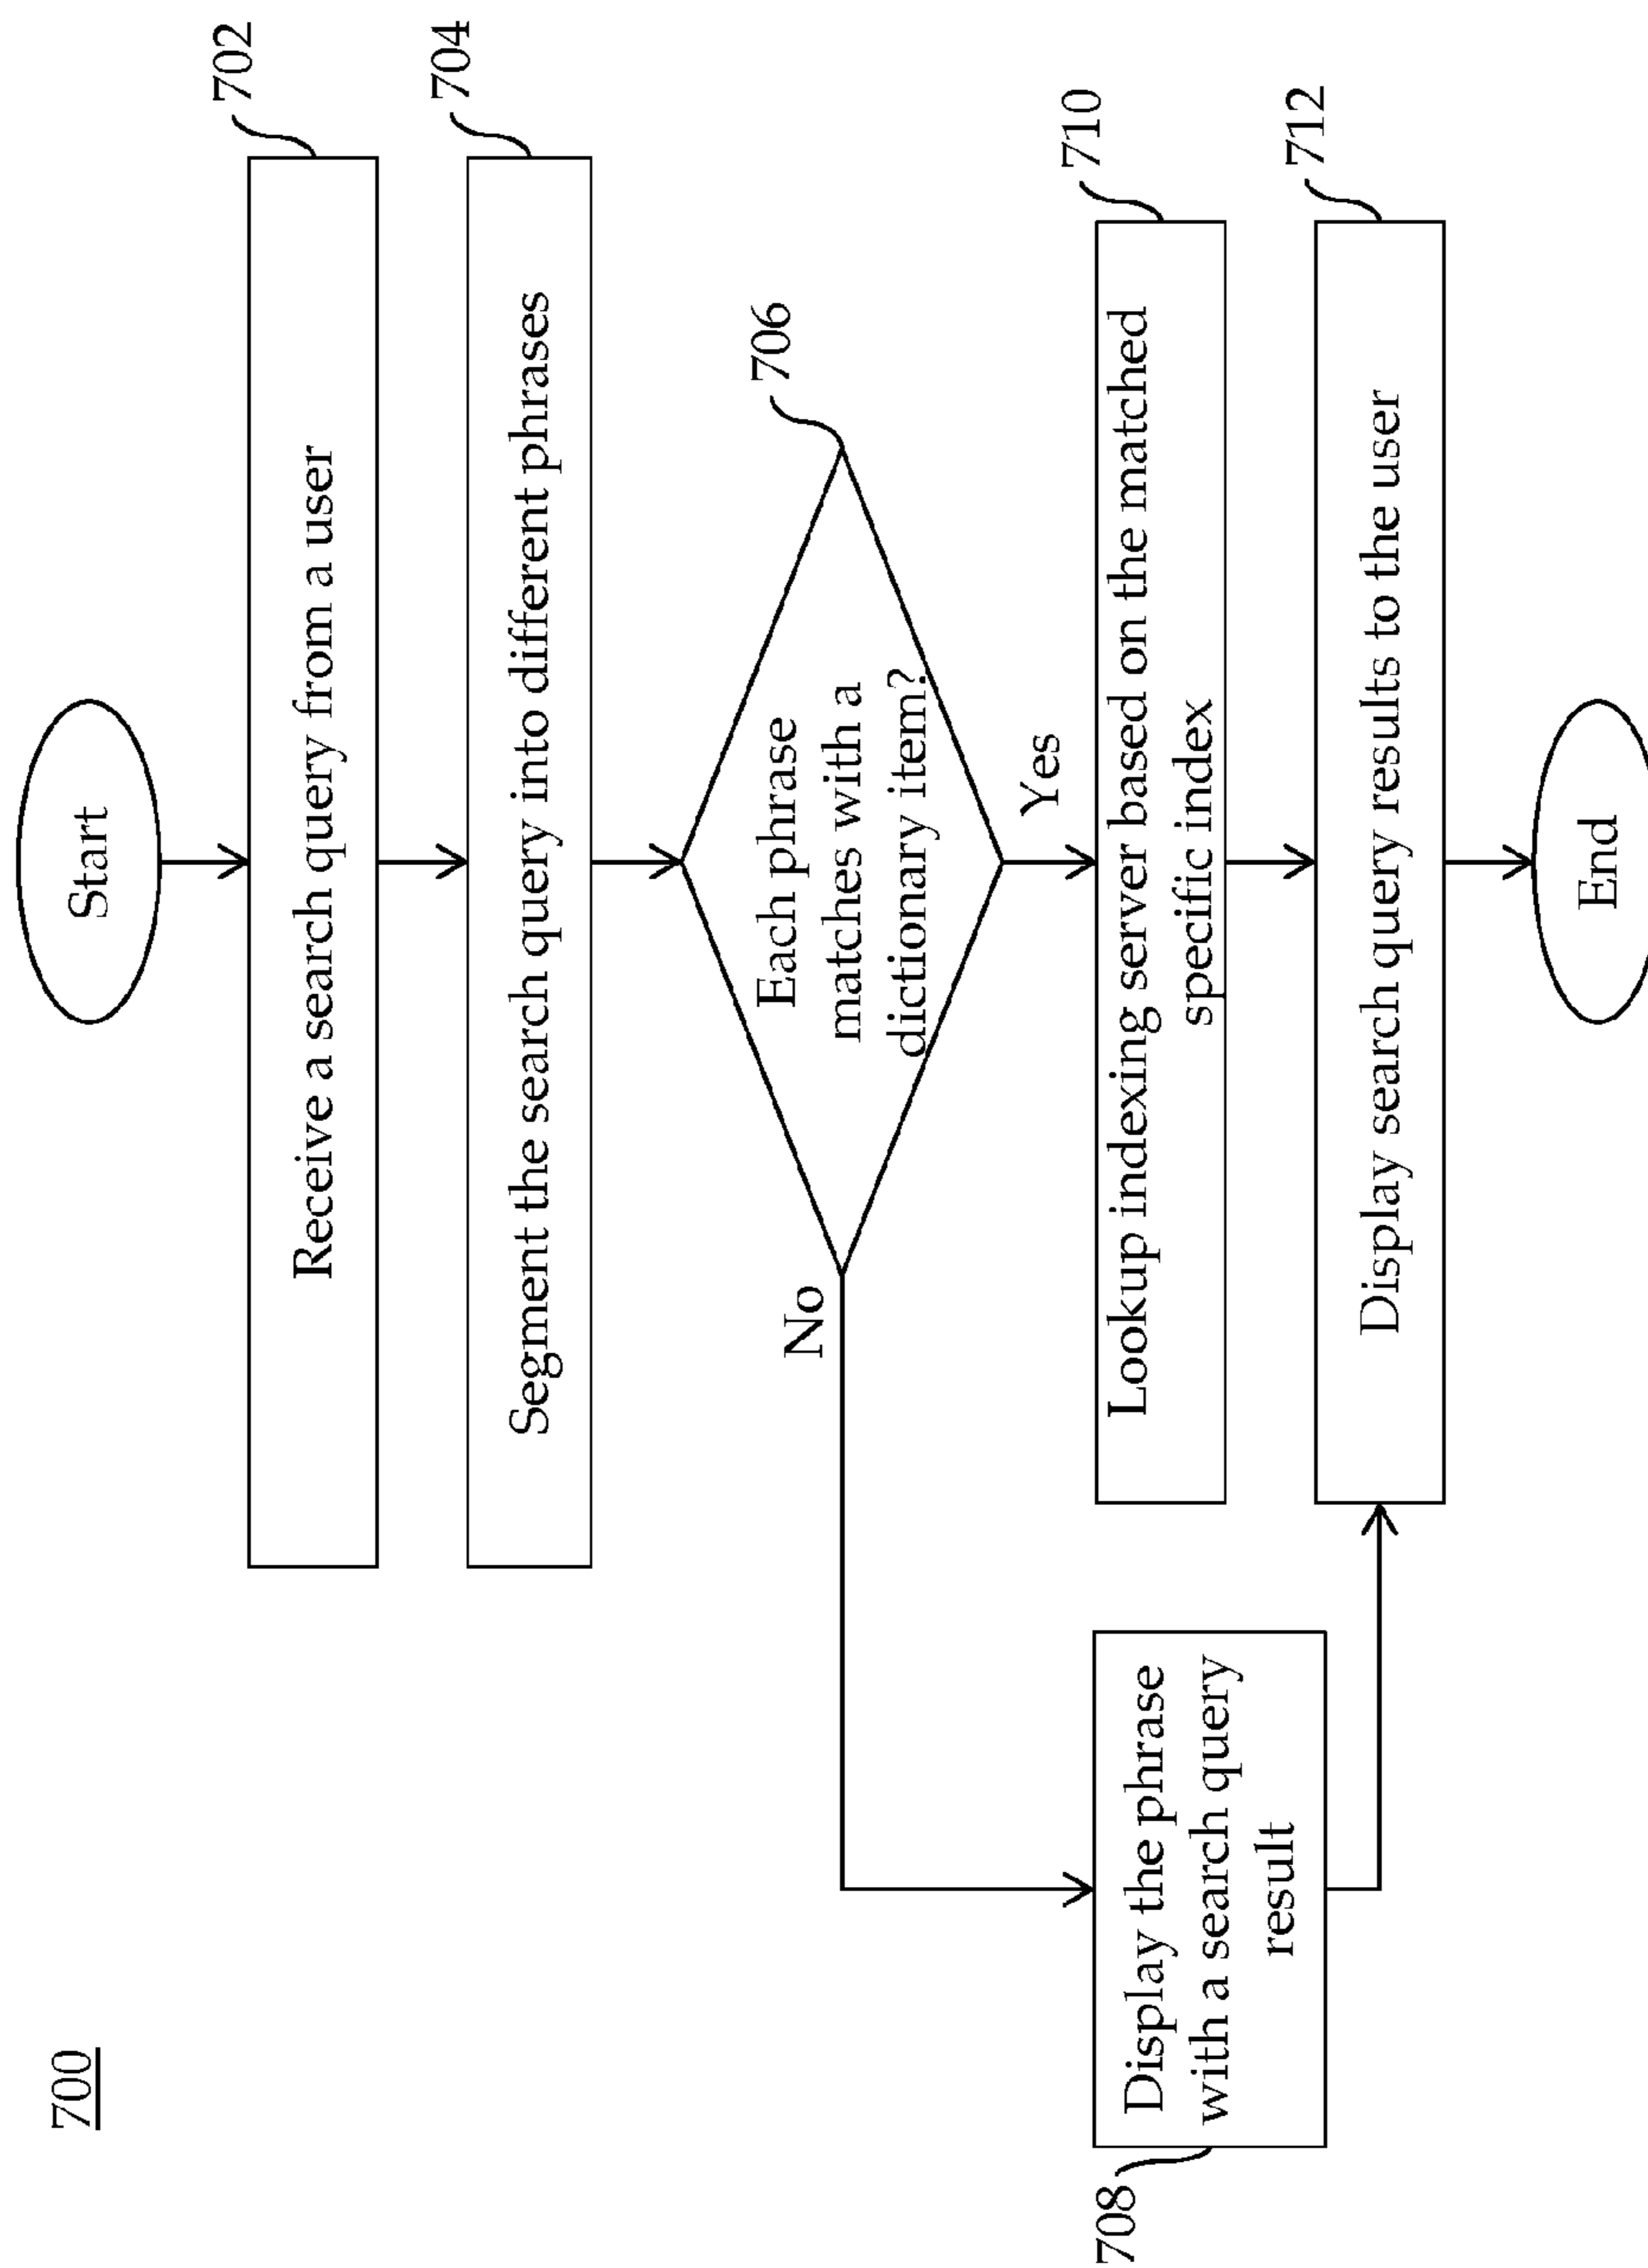 700
Start
Receive a search query from a user
702
Segment the search query into different phrases
704
Each phrase
matches with a
dictionary item?
706
No
Yes
Display the phrase
with a search query
result
708
Lookup indexing server based on the matched
specific index
710
Display search query results to the user
712
End